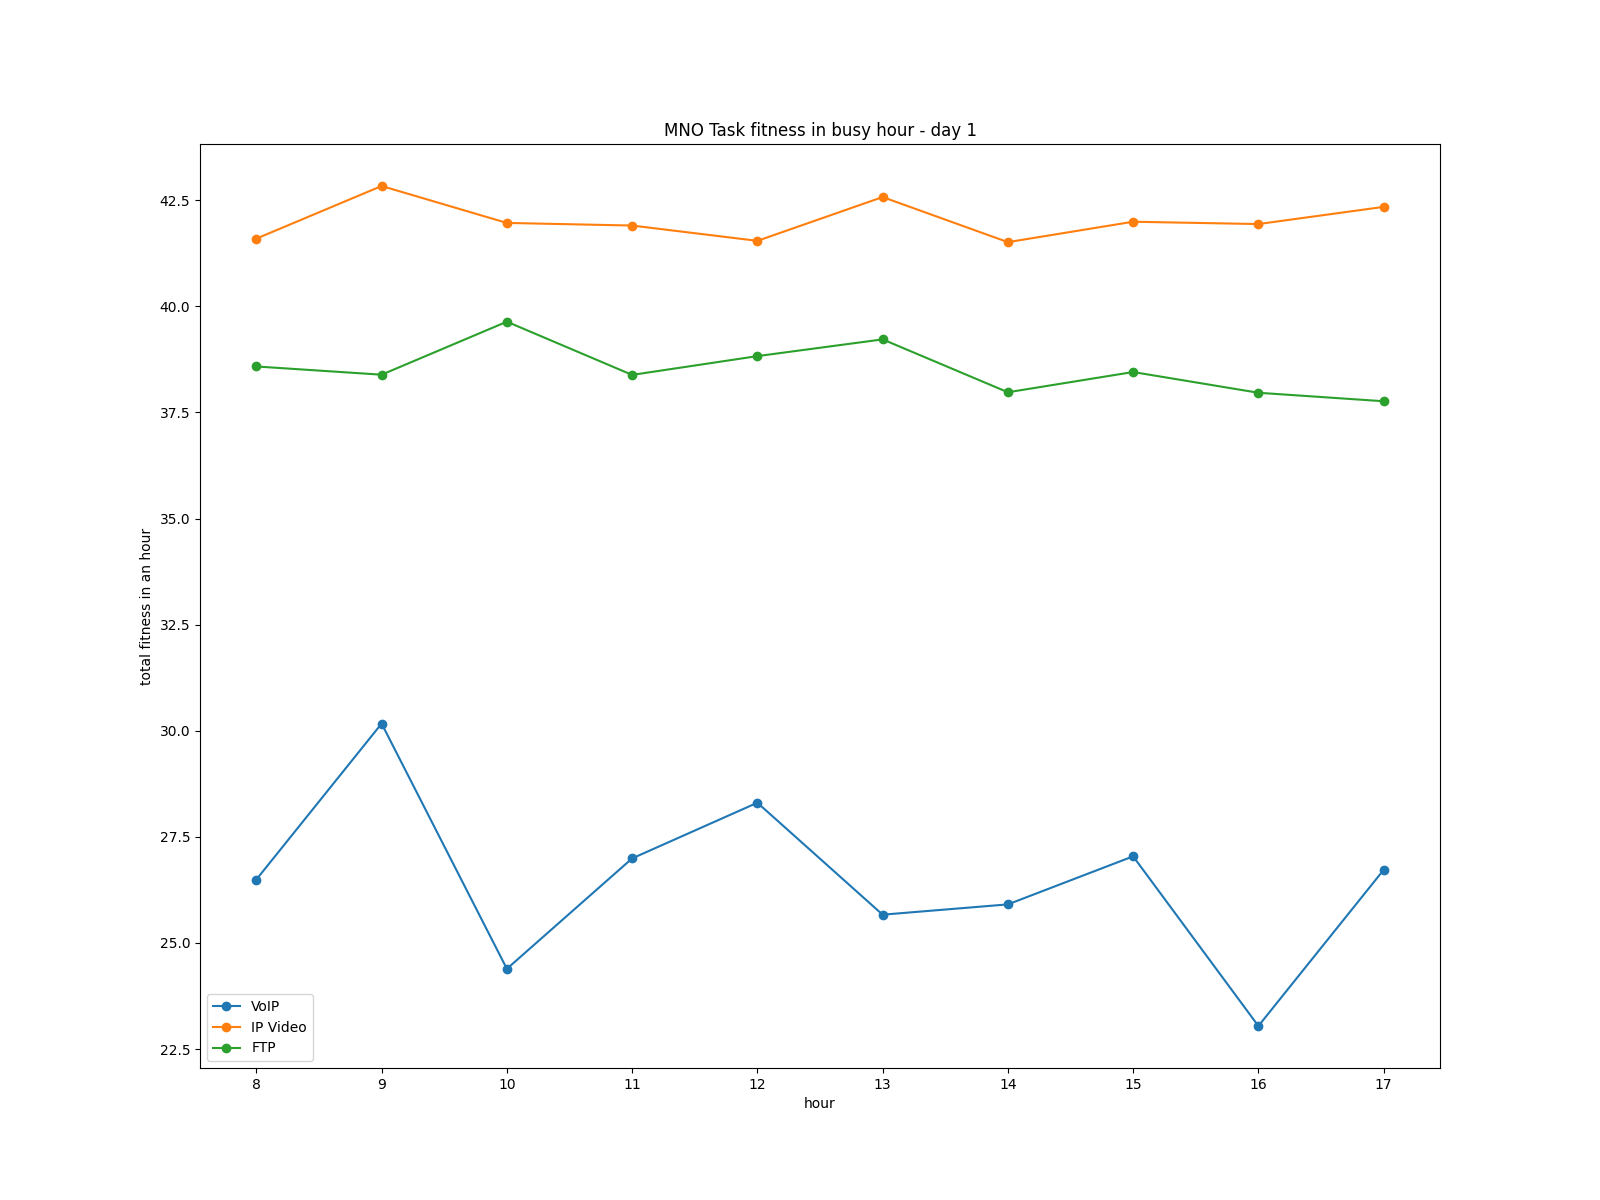 MNO Task fitness in busy hour - day 1
total fitness in an hour
42.5
40.0
37.5
35.0
32.5
30.0
27.5
25.0
22.5
VoIP
IP Video
FTP
8 9 10 11 12 13 14 15 16 17
hour